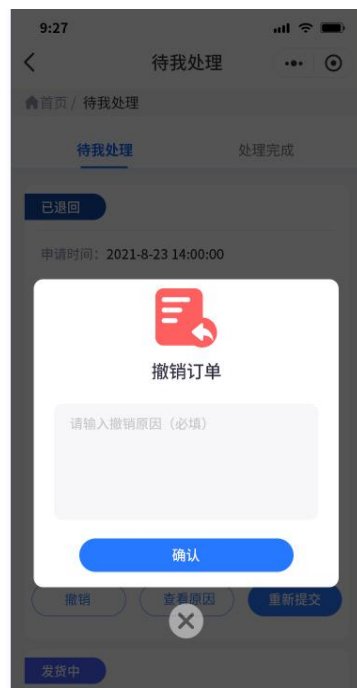 9:27
待我处理
首页 / 待我处理
待我处理 处理完成
已退回
申请时间：2021-8-23 14:00:00
撤销订单
请输入撤销原因（必填）
确认
撤销 查看原因 重新提交
发货中